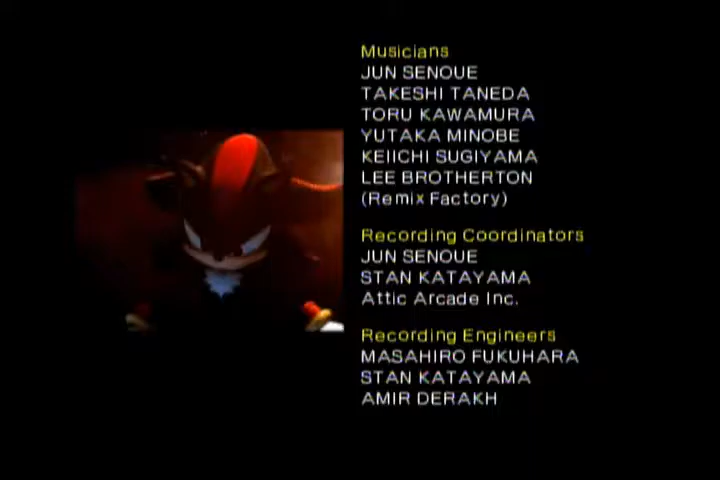 Musicians
JUN SENOUE
TAKESHI TANEDA
TORU KAWAMURA
YUTAKA MINOBE
KEIICHI SUGIYAMA
LEE BROTHERTON
(Remix Factory)
Recording Coordinators
JUN SENOUE
STAN KATAYAMA
Attic Arcade Inc.
Recording Engineers
MASAHIRO FUKUHARA
STAN KATAYAMA
AMIR DERAKH